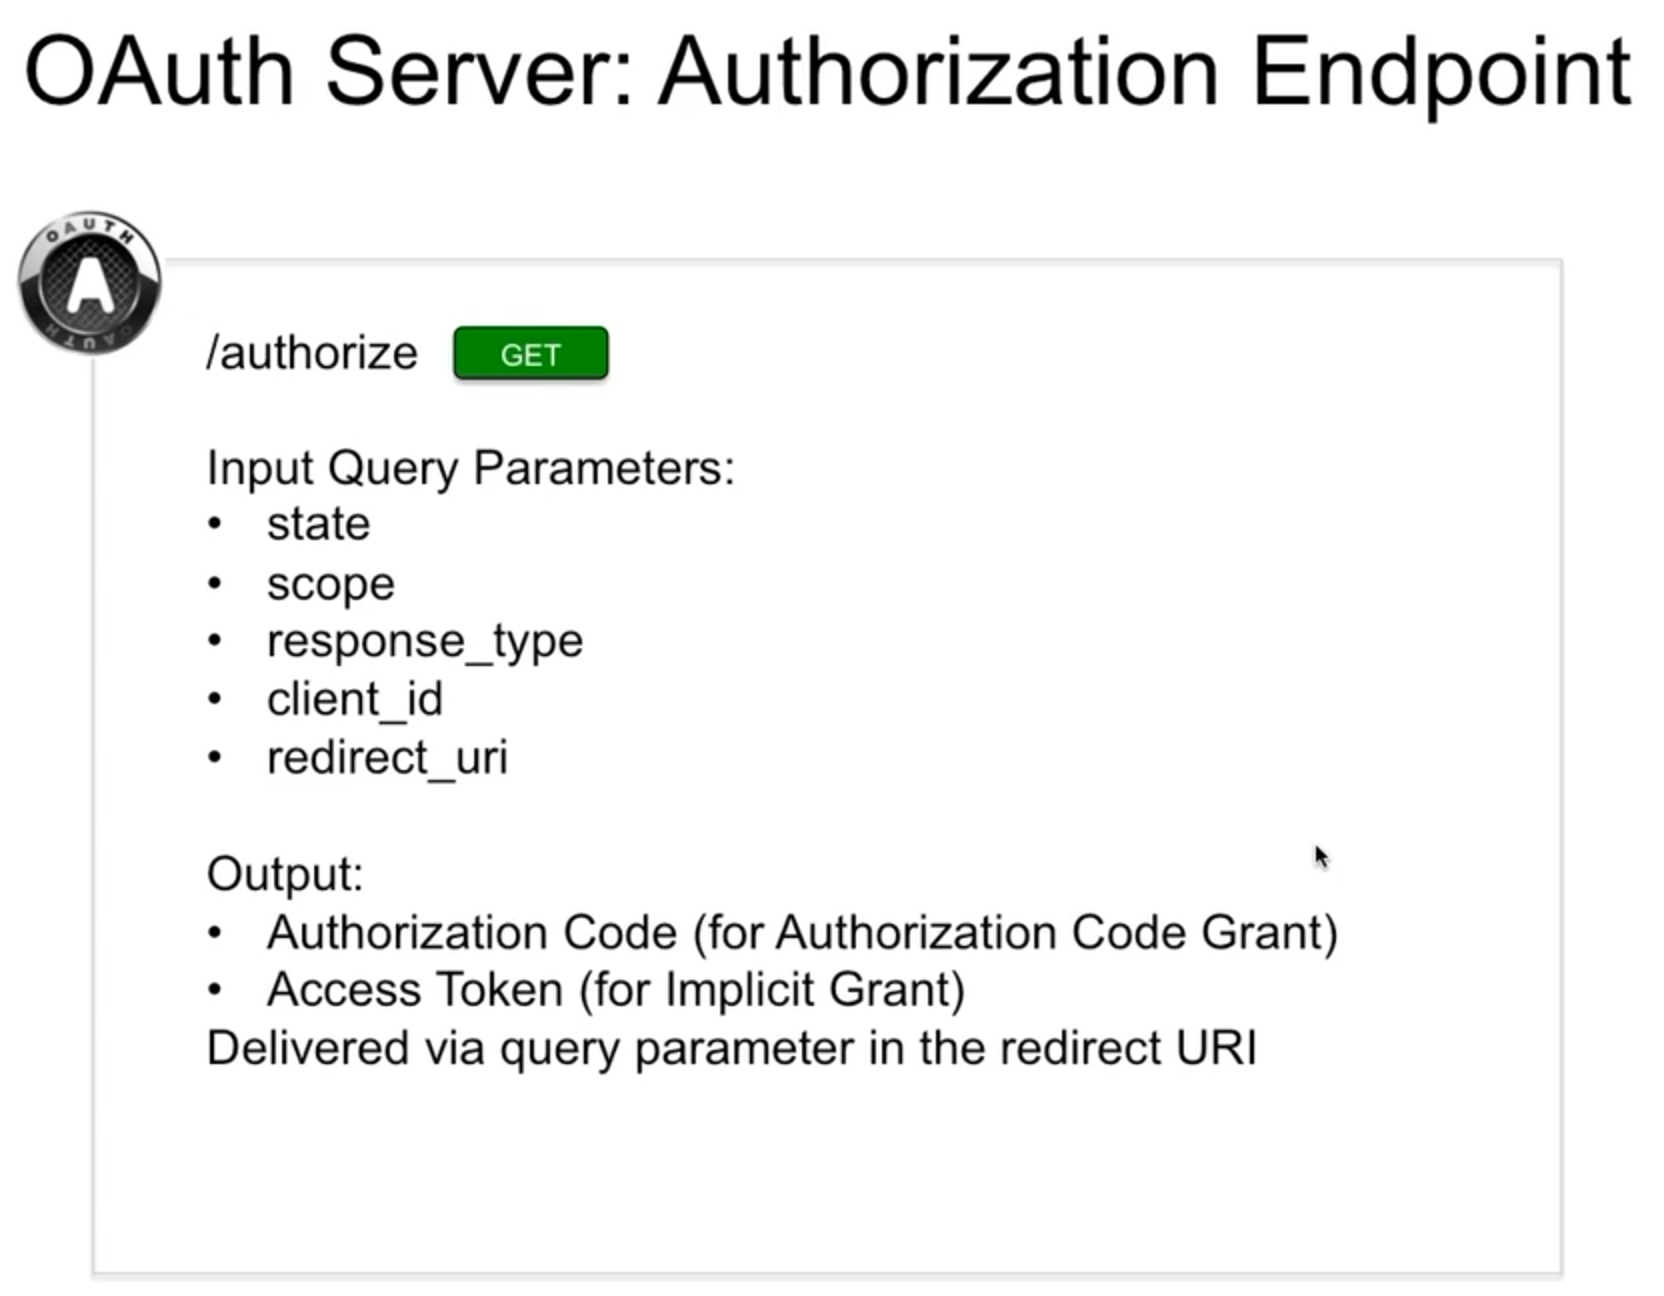 OAuth Server: Authorization Endpoint
OAUTH
A
OAUTH
/authorize GET
Input Query Parameters:
• state
• scope
• response_type
• client_id
• redirect_uri
Output:
• Authorization Code (for Authorization Code Grant)
• Access Token (for Implicit Grant)
Delivered via query parameter in the redirect URI